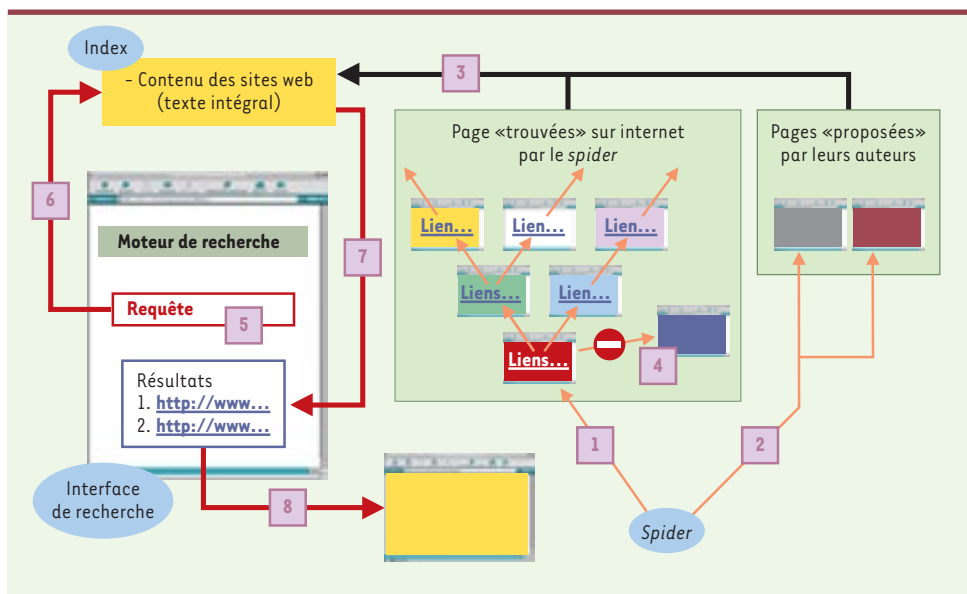 Index
– Contenu des sites web
(texte intégral)
3
Page «trouvées» sur internet
par le spider
Pages «proposées»
par leurs auteurs
6
7
Lien...
Lien...
Lien...
Moteur de recherche
Liens...
Lien...
Requête
5
Liens...
4
Résultats
1. http://www...
2. http://www...
1
2
Interface
de recherche
8
Spider